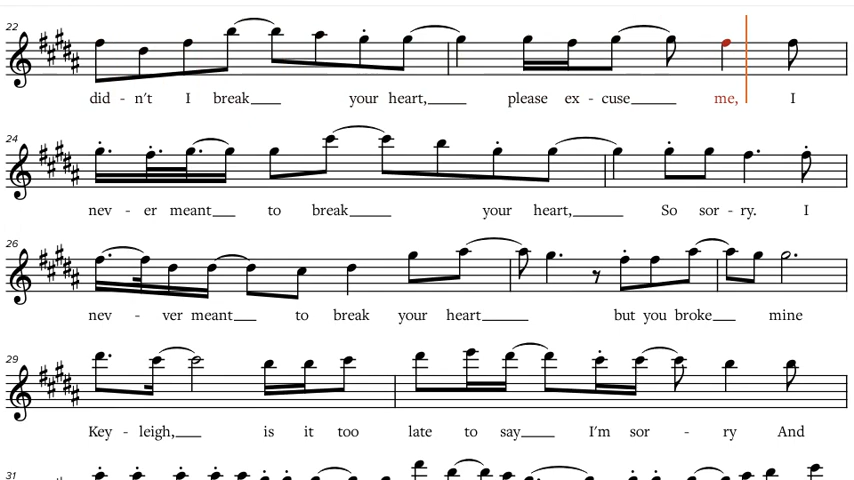 22
did - n't I break your heart, please ex - cuse me, I
24
nev - er meant to break your heart, So sor - ry. I
26
nev - ver meant to break your heart but you broke mine
29
Key - leigh, is it too late to say I'm sor - ry And
31